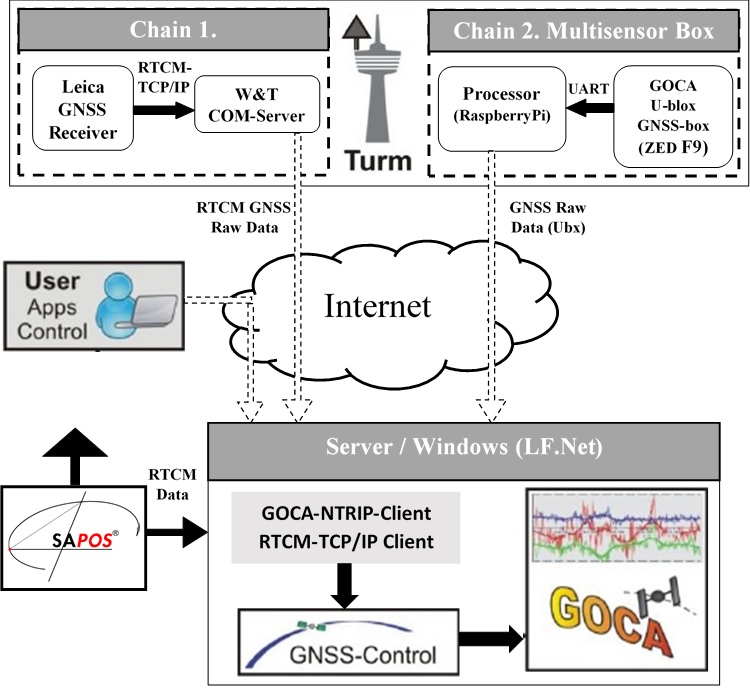 Chain 1.
Leica
GNSS
Receiver
RTCM-
TCP/IP
W&T
COM-Server
Turm
Chain 2. Multisensor Box
Processor
(RaspberryPi)
UART
GOCA
U-blox
GNSS-box
(ZED F9)
RTCM GNSS
Raw Data
GNSS Raw
Data (Ubx)
User
Apps
Control
Internet
Server / Windows (LF.Net)
RTCM
Data
SAPOS®
GOCA-NTRIP-Client
RTCM-TCP/IP Client
GNSS-Control
GOCA